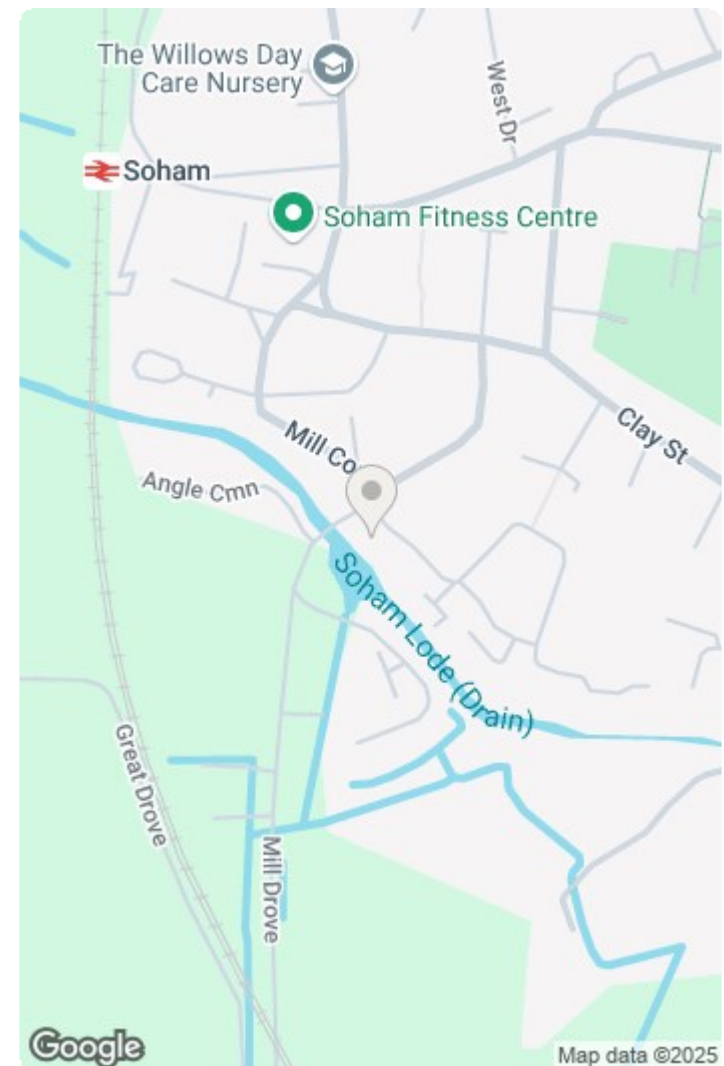 The Willows Day
Care Nursery
West Dr
Soham
Soham Fitness Centre
Clay St
Mill Co
Angle Cmn
Soham Lode (Drain)
Great Drove
Mill Drove
Google
Map data ©2025